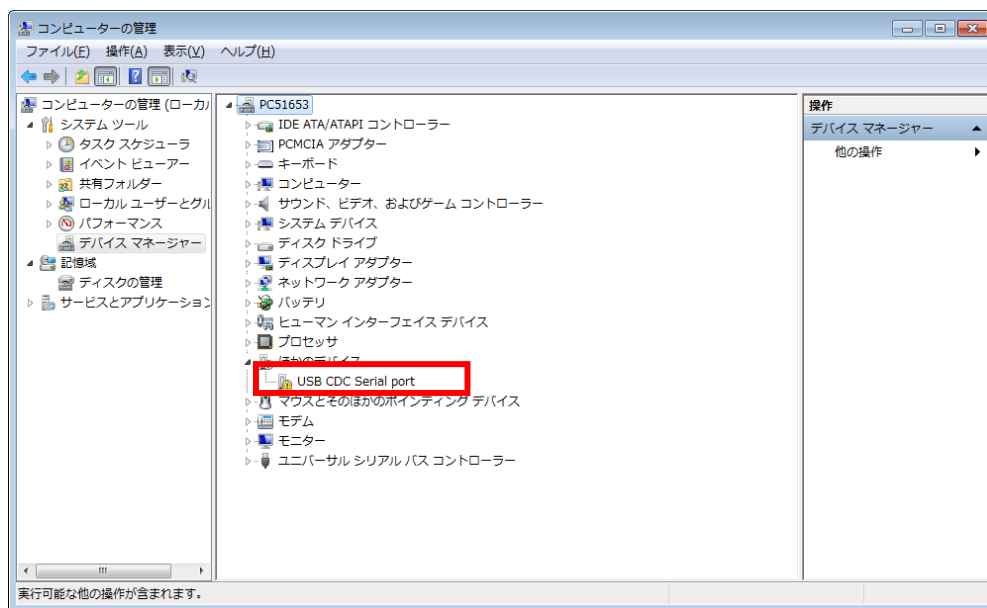 コンピューターの管理
ファイル(F) 操作(A) 表示(V) ヘルプ(H)
コンピューターの管理 (ローカル
システム ツール
タスク スケジューラ
イベント ビューアー
共有フォルダー
ローカル ユーザーとグル
パフォーマンス
デバイス マネージャー
記憶域
ディスクの管理
サービスとアプリケーション
PC51653
IDE ATA/ATAPI コントローラー
PCMCIA アダプター
キーボード
コンピューター
サウンド、ビデオ、およびゲーム コントローラー
システム デバイス
ディスク ドライブ
ディスプレイ アダプター
ネットワーク アダプター
バッテリ
ヒューマン インターフェイス デバイス
プロセッサ
ほかのデバイス
USB CDC Serial port
マウスとそのほかのポインティング デバイス
モデム
モニター
ユニバーサル シリアル バス コントローラー
操作
デバイス マネージャー
他の操作
実行可能な他の操作が含まれます。